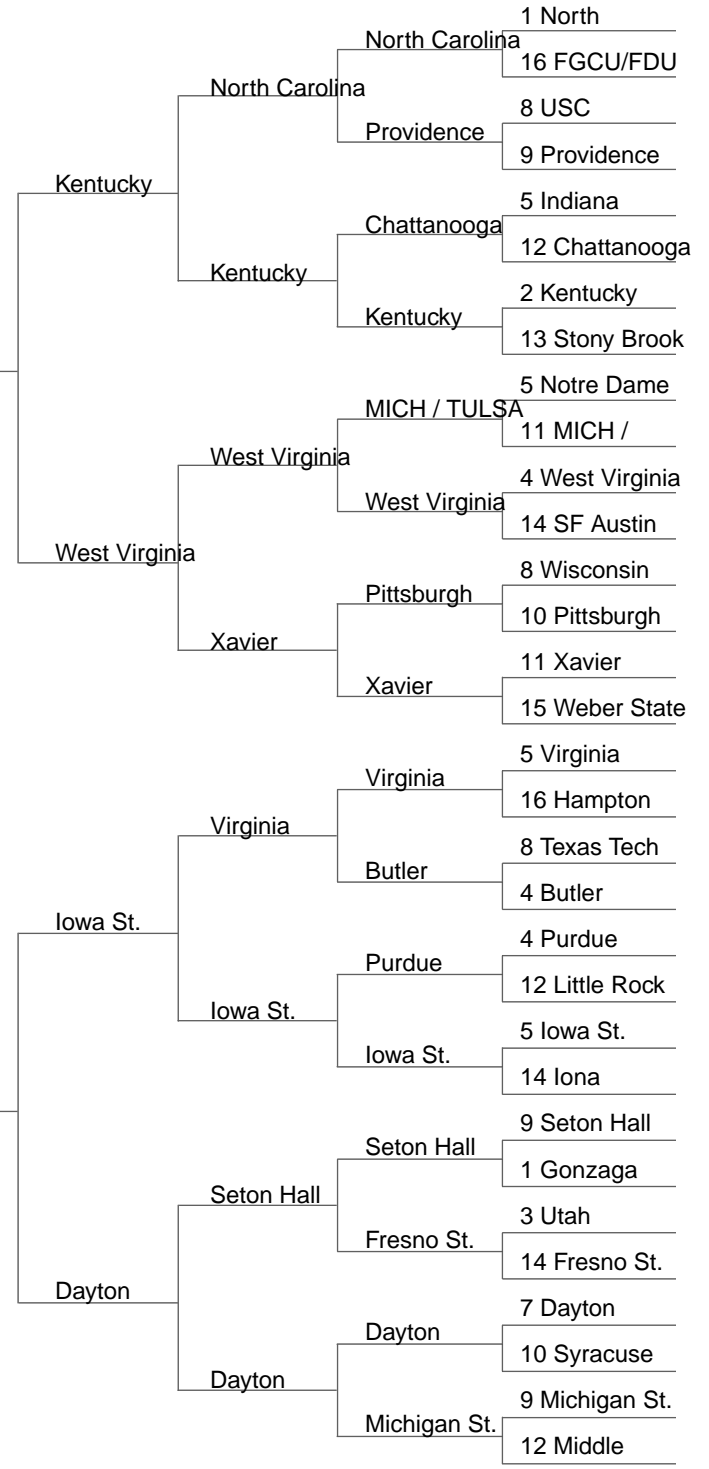 1 North
North Carolina
16 FGCU/FDU
North Carolina
8 USC
Providence
9 Providence
Kentucky
5 Indiana
Chattanooga
12 Chattanooga
Kentucky
2 Kentucky
Kentucky
13 Stony Brook
5 Notre Dame
MICH / TULSA
11 MICH /
West Virginia
4 West Virginia
West Virginia
14 SF Austin
West Virginia
8 Wisconsin
Pittsburgh
10 Pittsburgh
Xavier
11 Xavier
Xavier
15 Weber State
5 Virginia
Virginia
16 Hampton
Virginia
8 Texas Tech
Butler
4 Butler
Iowa St.
4 Purdue
Purdue
12 Little Rock
Iowa St.
5 Iowa St.
Iowa St.
14 Iona
9 Seton Hall
Seton Hall
1 Gonzaga
Seton Hall
3 Utah
Fresno St.
14 Fresno St.
Dayton
7 Dayton
Dayton
10 Syracuse
Dayton
9 Michigan St.
Michigan St.
12 Middle